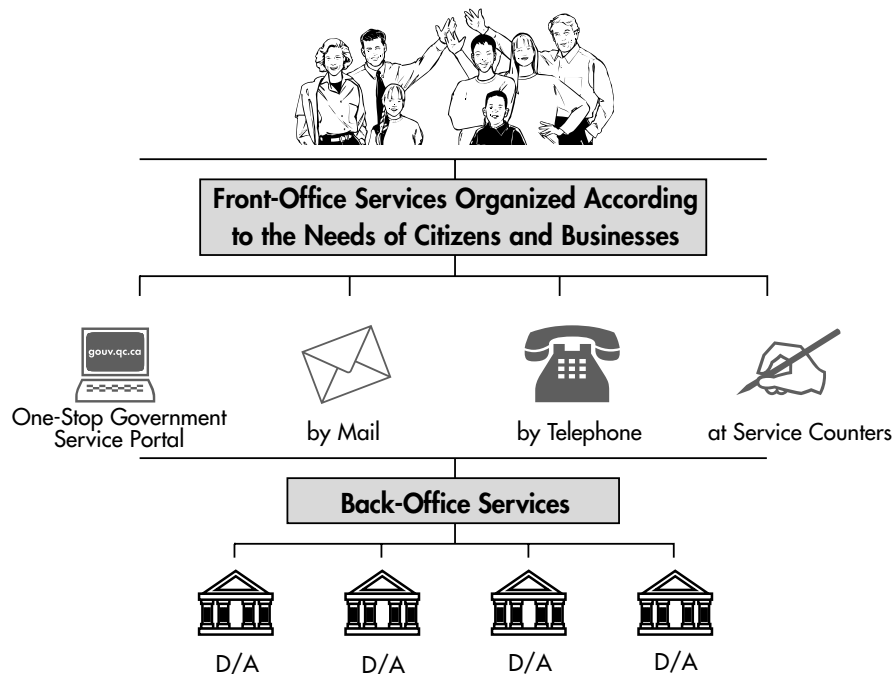 Front-Office Services Organized According
to the Needs of Citizens and Businesses
gouv.qc.ca
One-Stop Government
Service Portal
by Mail
by Telephone
at Service Counters
Back-Office Services
D/A
D/A
D/A
D/A